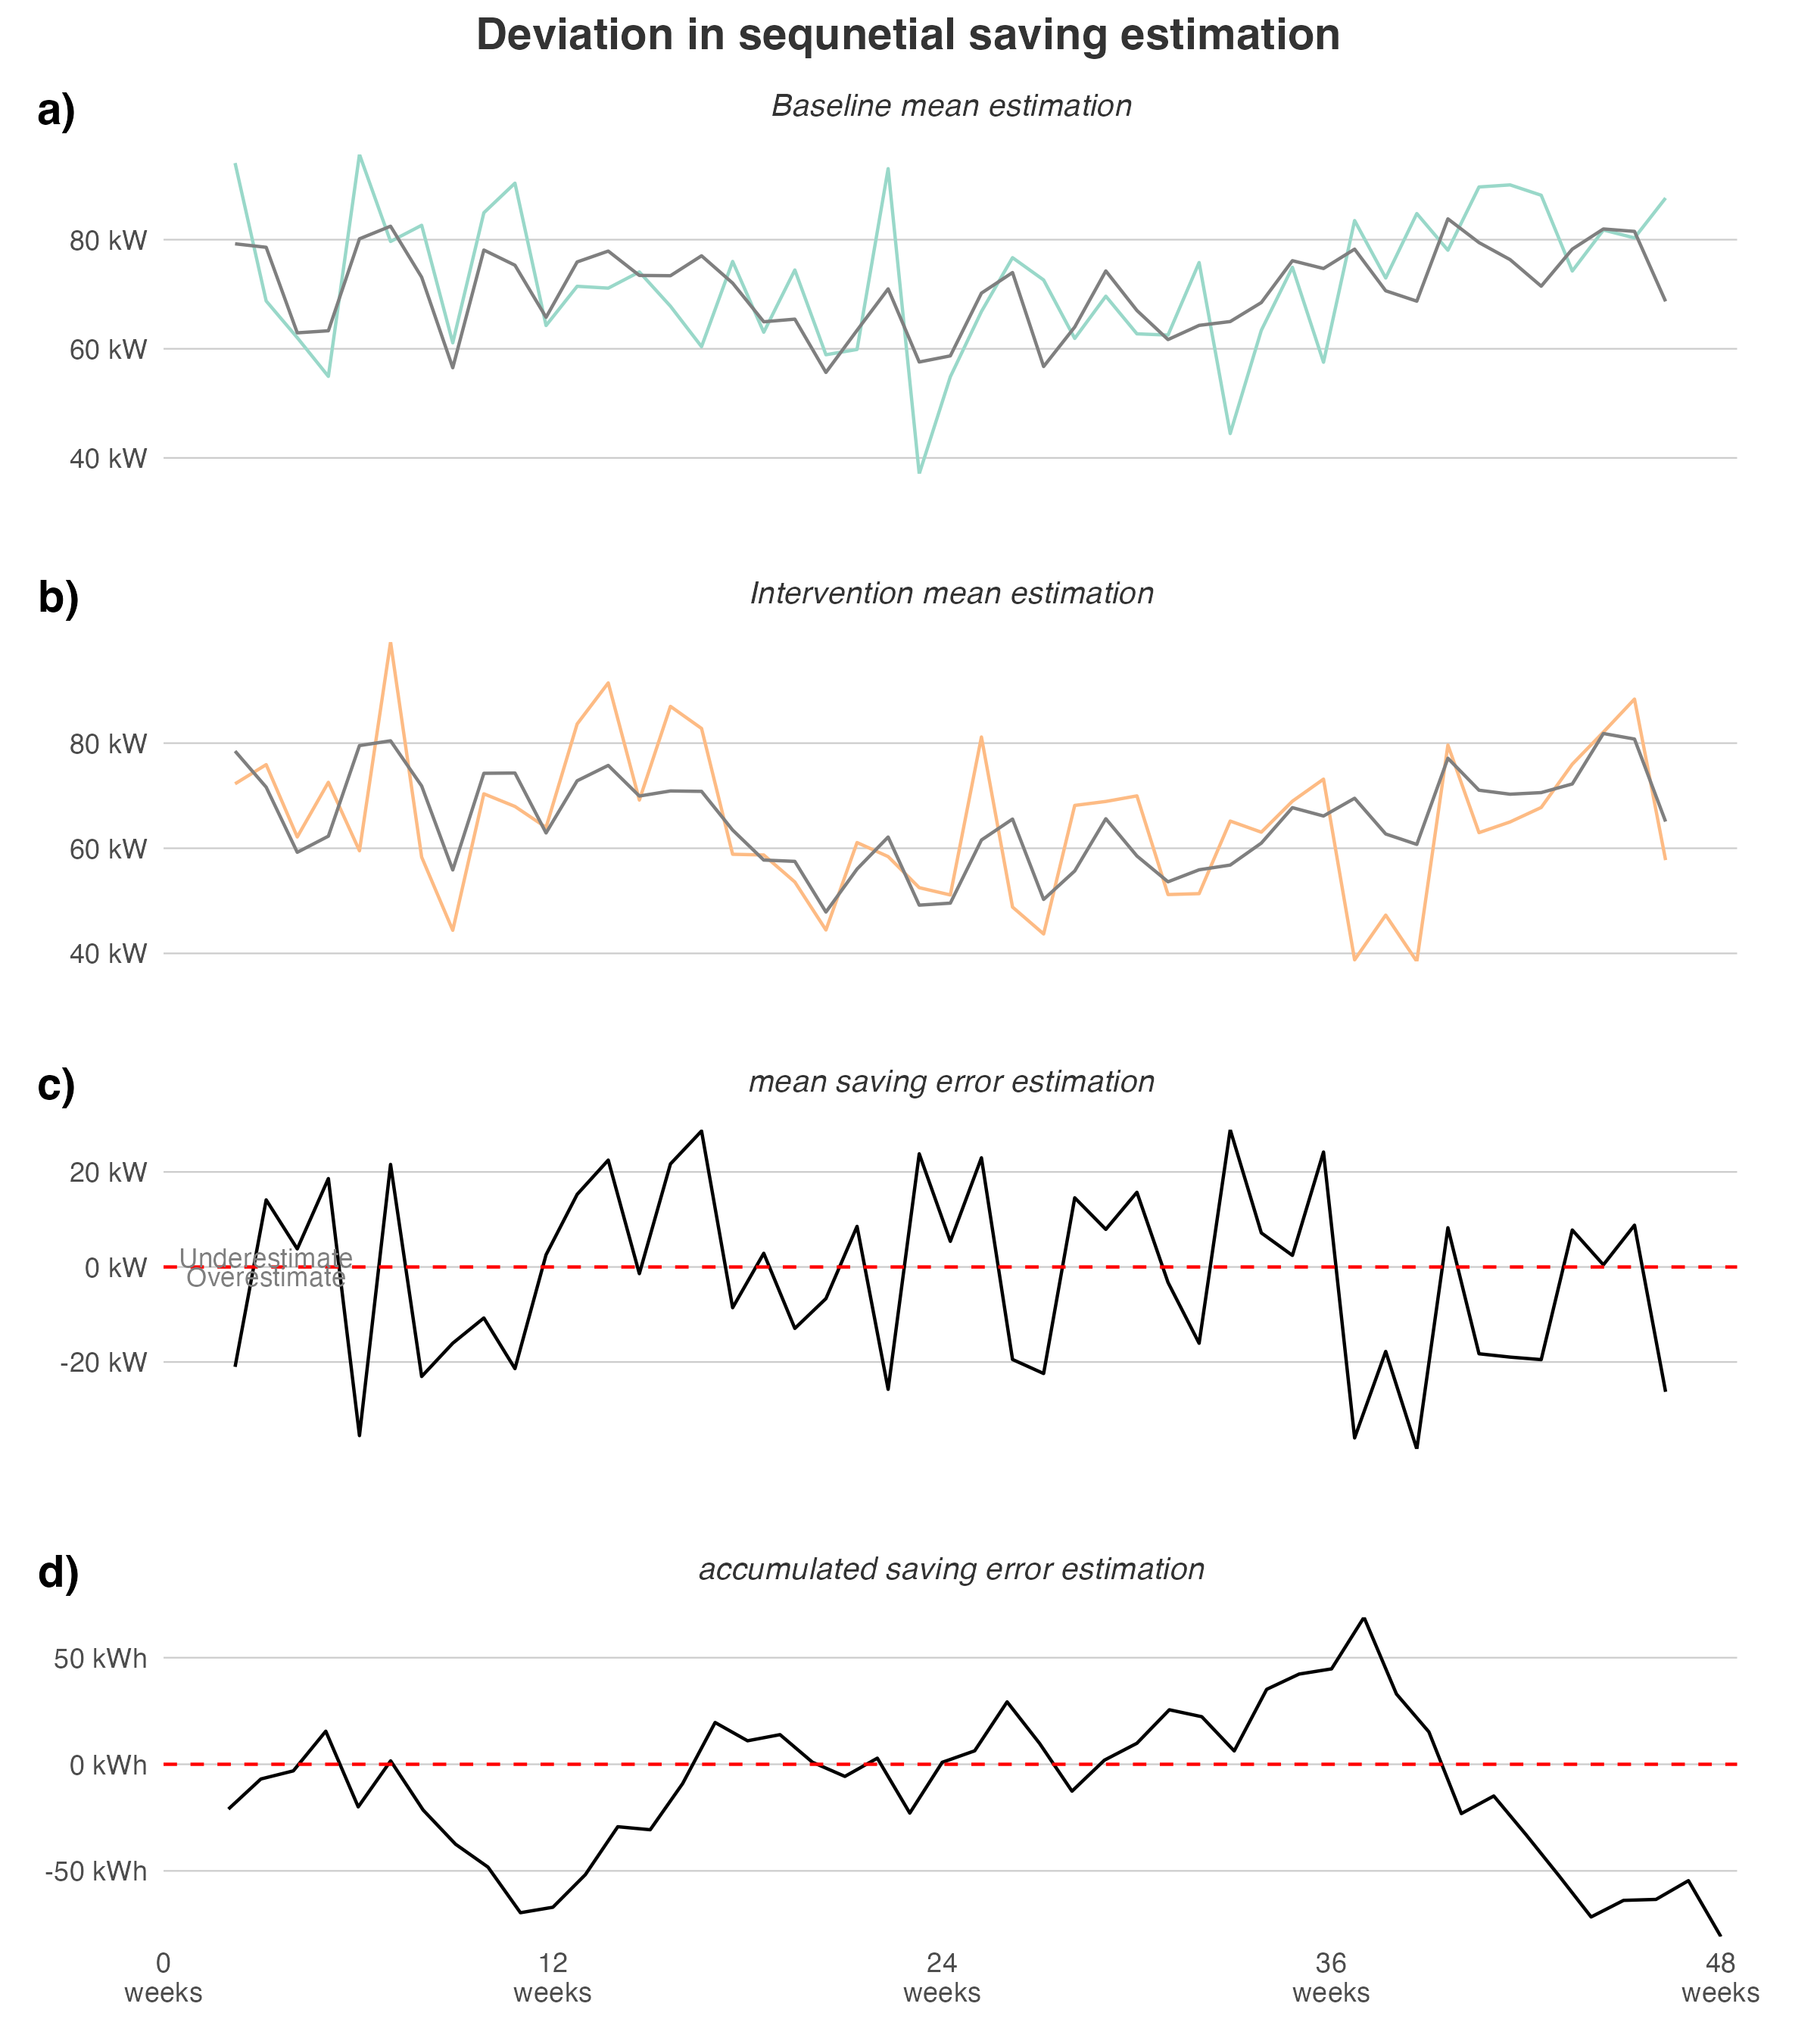 Deviation in sequnetial saving estimation
a)
Baseline mean estimation
80 kW
60 kW
40 kW
b)
Intervention mean estimation
80 kW
60 kW
40 kW
c)
mean saving error estimation
20 kW
Underestimate
0 kW
Overestimate
-20 kW
d)
accumulated saving error estimation
50 kWh
0 kWh
-50 kWh
0 12 24 36 48
weeks weeks weeks weeks weeks